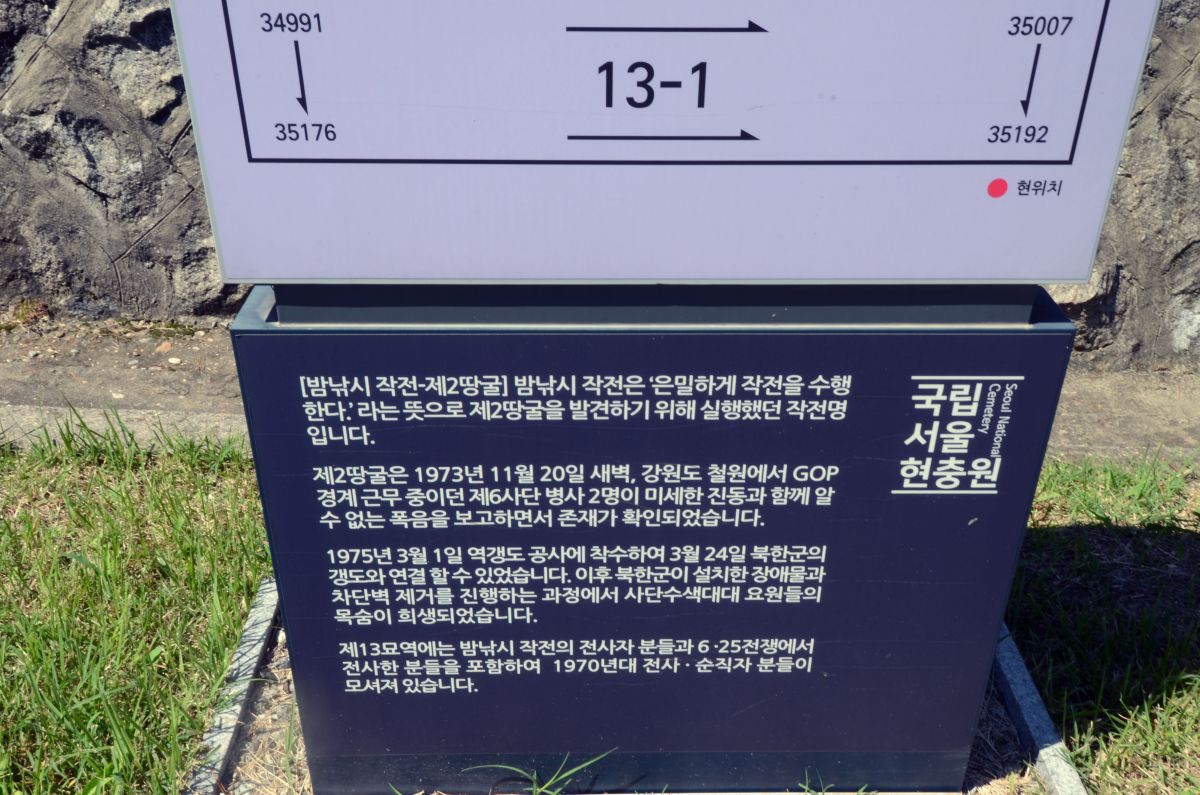 34991
35007
13-1
35176
35192
현위치
[밤낚시 작전-제2땅굴] 밤낚시 작전은 ‘은밀하게 작전을 수행
한다.’ 라는 뜻으로 제2땅굴을 발견하기 위해 실행했던 작전명
입니다.
제2땅굴은 1973년 11월 20일 새벽, 강원도 철원에서 GOP
경계 근무 중이던 제6사단 병사 2명이 미세한 진동과 함께 알
수 없는 폭음을 보고하면서 존재가 확인되었습니다.
1975년 3월 1일 역갱도 공사에 착수하여 3월 24일 북한군의
갱도와 연결 할 수 있었습니다. 이후 북한군이 설치한 장애물과
차단벽 제거를 진행하는 과정에서 사단수색대대 요원들의
목숨이 희생되었습니다.
제13묘역에는 밤낚시 작전의 전사자 분들과 6·25전쟁에서
전사한 분들을 포함하여 1970년대 전사·순직자 분들이
모셔져 있습니다.
국립
서울
현충원
Seoul National
Cemetery